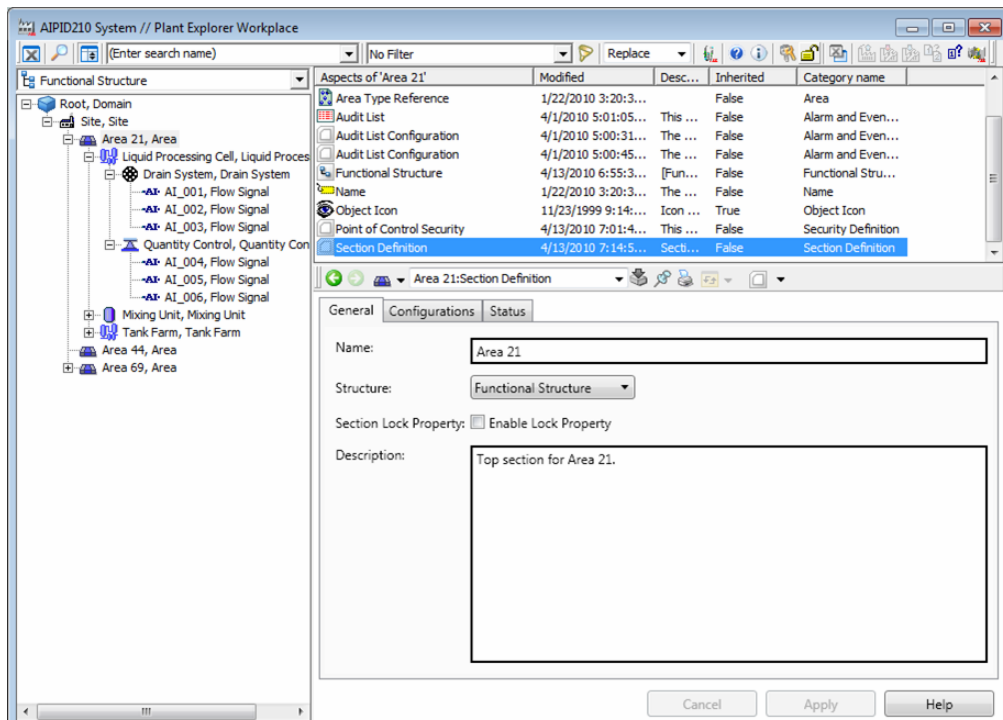 AIPID210 System // Plant Explorer Workplace
(Enter search name) No Filter Replace
Functional Structure
Root, Domain
Site, Site
Area 21, Area
Liquid Processing Cell, Liquid Proces
Drain System, Drain System
AI AI_001, Flow Signal
AI AI_002, Flow Signal
AI AI_003, Flow Signal
Quantity Control, Quantity Con
AI AI_004, Flow Signal
AI AI_005, Flow Signal
AI AI_006, Flow Signal
Mixing Unit, Mixing Unit
Tank Farm, Tank Farm
Area 44, Area
Area 69, Area
Aspects of 'Area 21' Modified Desc... Inherited Category name
Area Type Reference 1/22/2010 3:20:3... False Area
Audit List 4/1/2010 5:01:05... This ... False Alarm and Even...
Audit List Configuration 4/1/2010 5:00:31... The ... False Alarm and Even...
Audit List Configuration 4/1/2010 5:00:45... The ... False Alarm and Even...
Functional Structure 4/13/2010 6:55:3... [Fun... False Functional Stru...
Name 1/22/2010 3:20:3... The ... False Name
Object Icon 11/23/1999 9:14:... Icon ... True Object Icon
Point of Control Security 4/13/2010 7:01:4... This ... False Security Definition
Section Definition 4/13/2010 7:14:5... Secti... False Section Definition
Area 21:Section Definition
General Configurations Status
Name: Area 21
Structure: Functional Structure
Section Lock Property: Enable Lock Property
Description: Top section for Area 21.
Cancel Apply Help